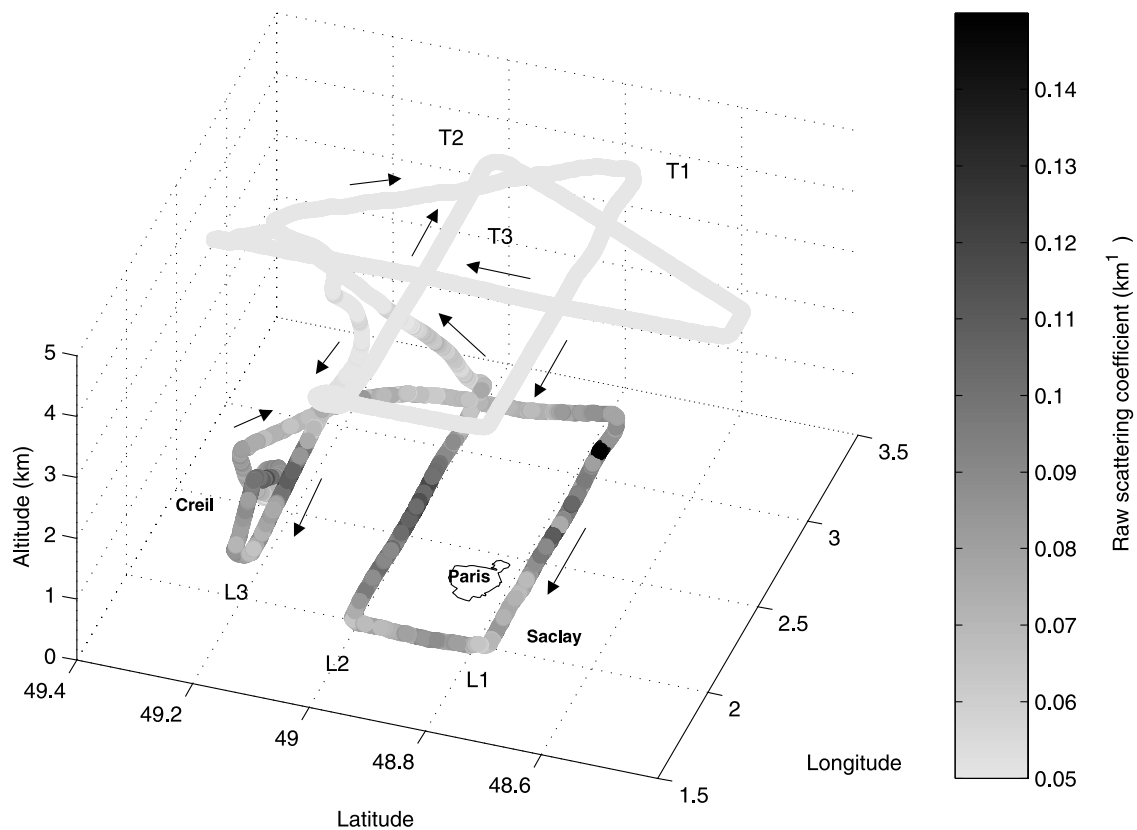 T2
T1
T3
0.14
0.13
0.12
0.11
0.1
0.09
0.08
0.07
0.06
0.05
Raw scattering coefficient (km1 )
5
4
3
2
1
0
Altitude (km)
3.5
3
2.5
2
1.5
Longitude
49.4
49.2
49
48.8
48.6
Latitude
Creil
Paris
Saclay
L3
L2
L1